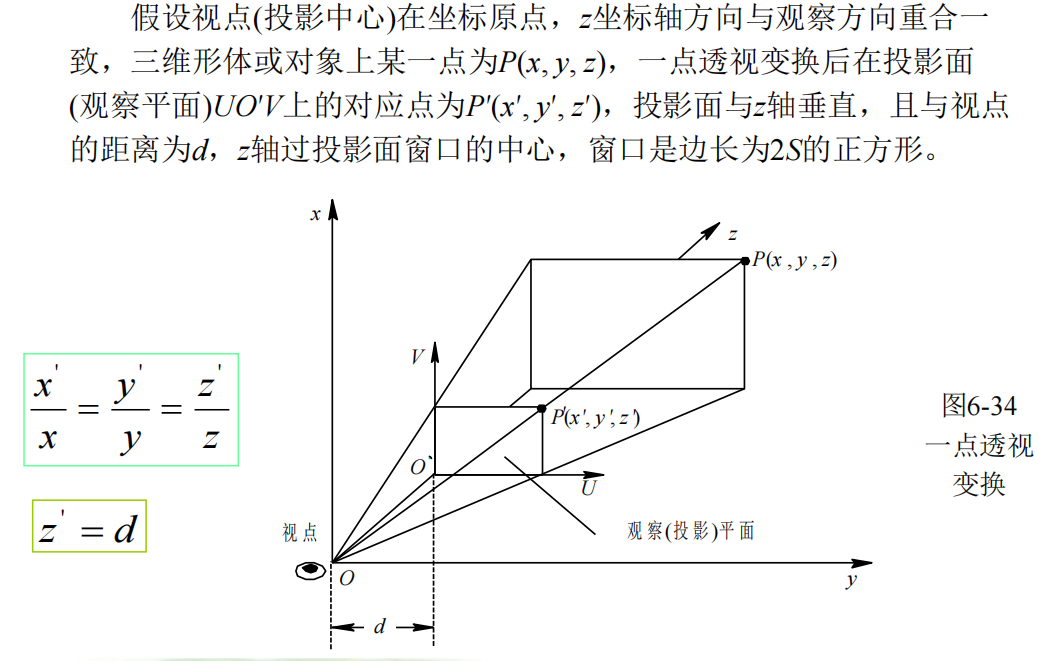 假设视点(投影中心)在坐标原点，z坐标轴方向与观察方向重合一
致，三维形体或对象上某一点为P(x, y, z)，一点透视变换后在投影面
(观察平面)UO'V上的对应点为P'(x', y', z')，投影面与z轴垂直，且与视点
的距离为d，z轴过投影面窗口的中心，窗口是边长为2S的正方形。
x
z
P(x , y , z)
V
x'/x = y'/y = z'/z
P'(x', y', z')
图6-34
一点透视
变换
O`
U
z' = d
视点
观察(投影)平面
O
y
d